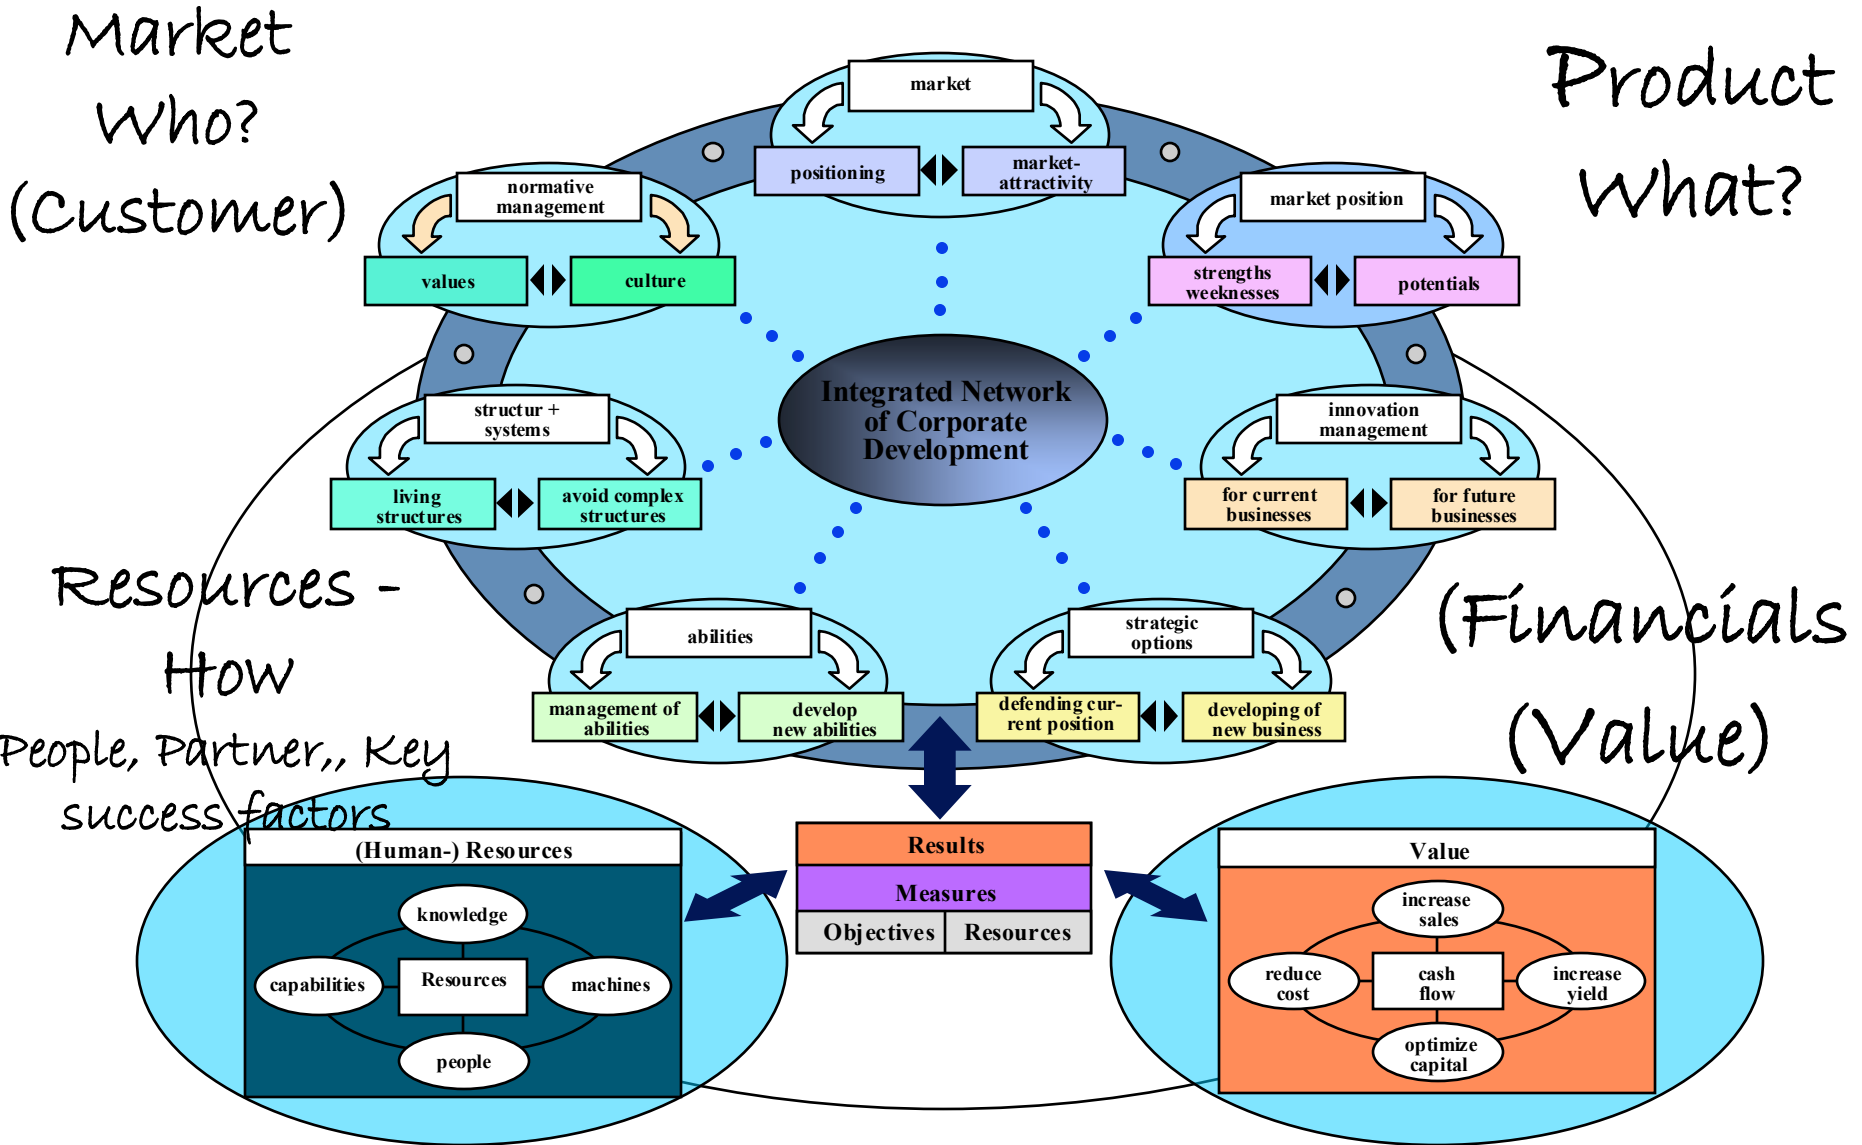 Market
Who?
(Customer)
Product
What?
market
positioning
market-
attractivity
normative
management
values
culture
market position
strengths
weeknesses
potentials
Integrated Network
of Corporate
Development
structur +
systems
living
structures
avoid complex
structures
innovation
management
for current
businesses
for future
businesses
Resources -
How
People, Partner,, Key
success factors
(Financials
(Value)
abilities
management of
abilities
develop
new abilities
strategic
options
defending cur-
rent position
developing of
new business
(Human-) Resources
knowledge
capabilities
Resources
machines
people
Results
Measures
Objectives
Resources
Value
increase
sales
reduce
cost
cash
flow
increase
yield
optimize
capital